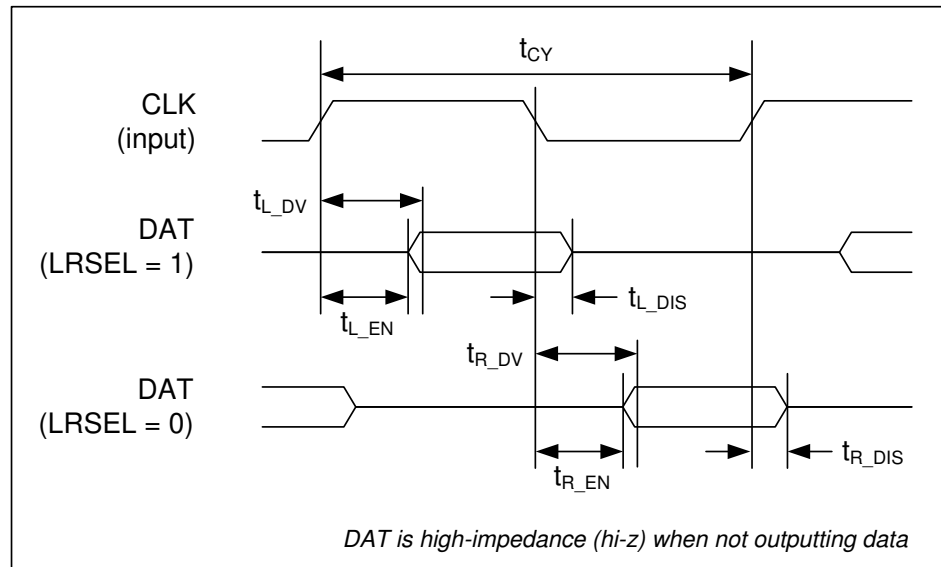 tCY
CLK
(input)
tL_DV
DAT
(LRSEL = 1)
tL_EN
tL_DIS
tR_DV
DAT
(LRSEL = 0)
tR_EN
tR_DIS
DAT is high-impedance (hi-z) when not outputting data